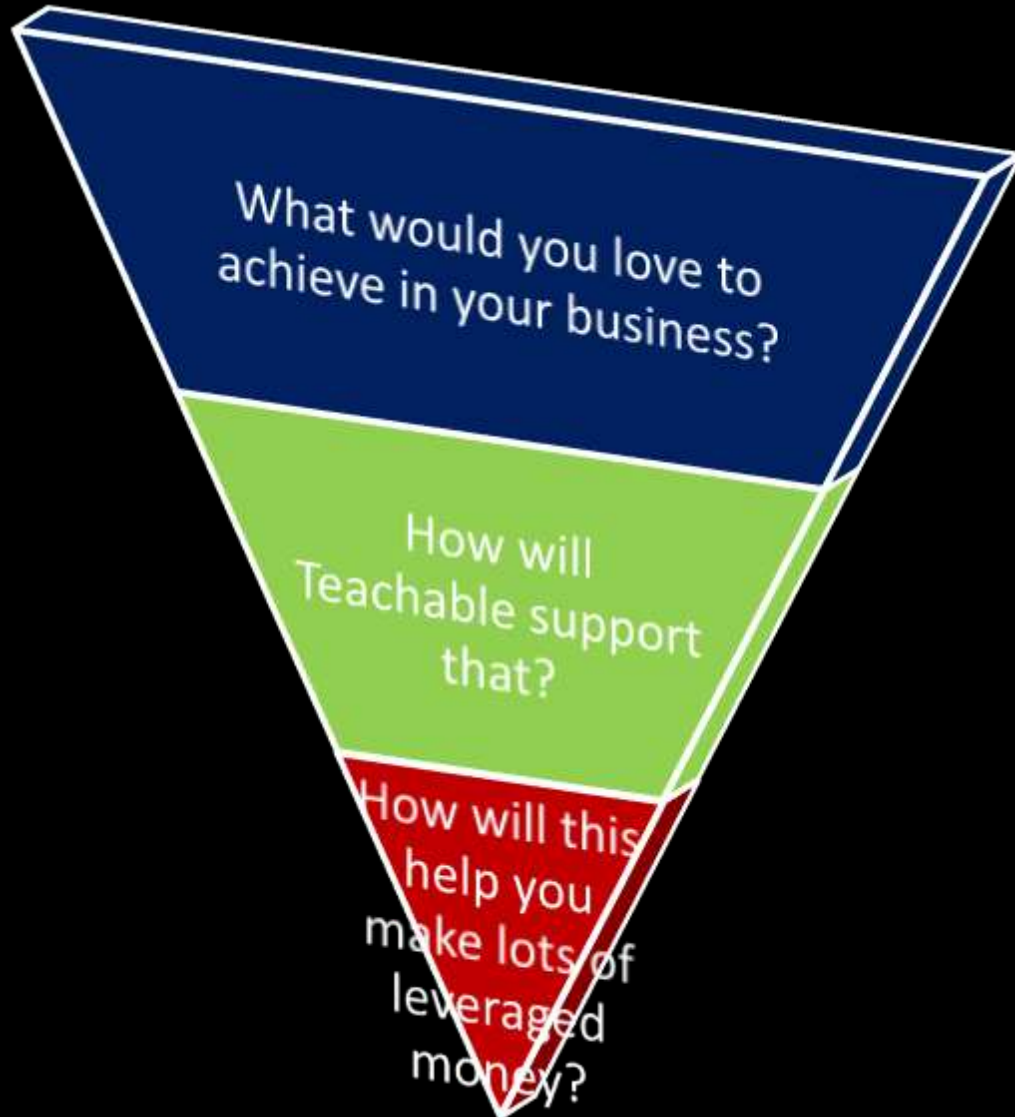 What would you love to
achieve in your business?
How will
Teachable support
that?
How will this
help you
make lots of
leveraged
money?